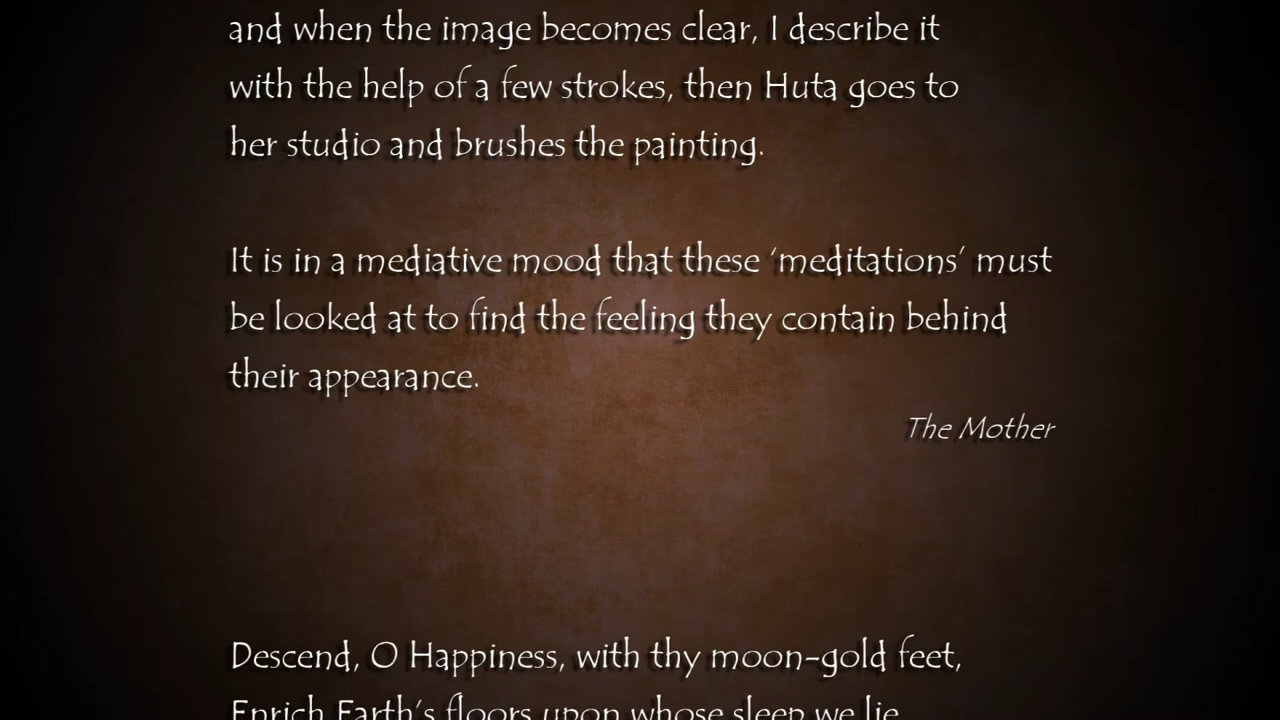 and when the image becomes clear, I describe it
with the help of a few strokes, then Huta goes to
her studio and brushes the painting.
It is in a mediative mood that these ‘meditations’ must
be looked at to find the feeling they contain behind
their appearance.
The Mother
Descend, O Happiness, with thy moon-gold feet,
Enrich Earth’s floors upon whose sleep we lie